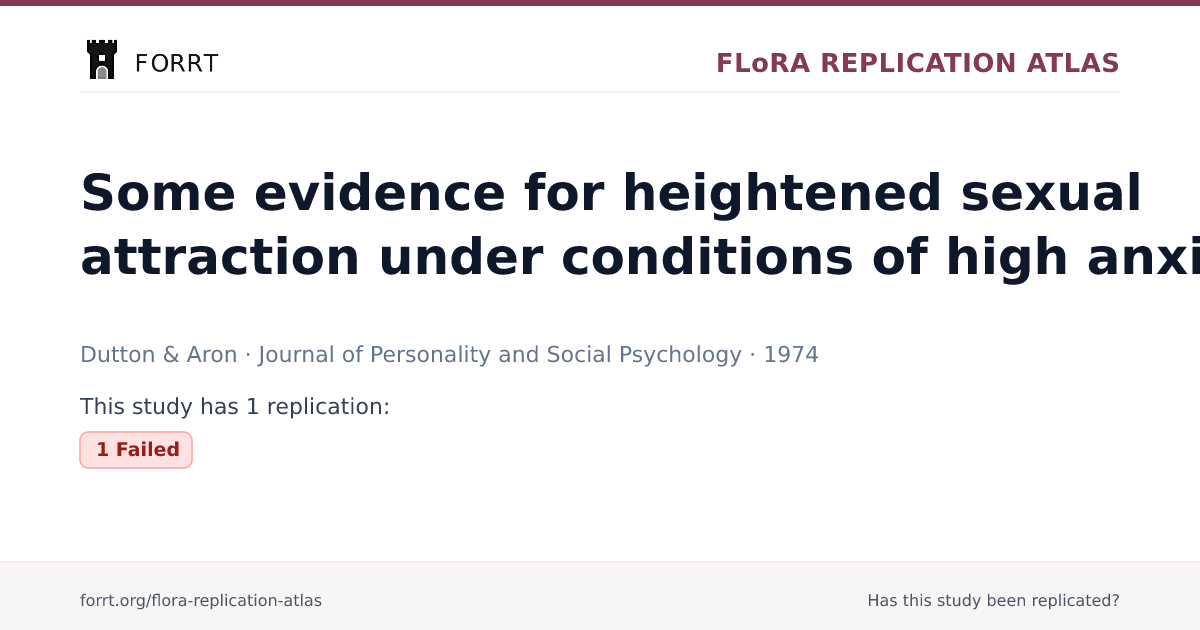 FORRT
FLoRA REPLICATION ATLAS
Some evidence for heightened sexual
attraction under conditions of high anxi
Dutton & Aron · Journal of Personality and Social Psychology · 1974
This study has 1 replication:
1 Failed
forrt.org/flora-replication-atlas
Has this study been replicated?